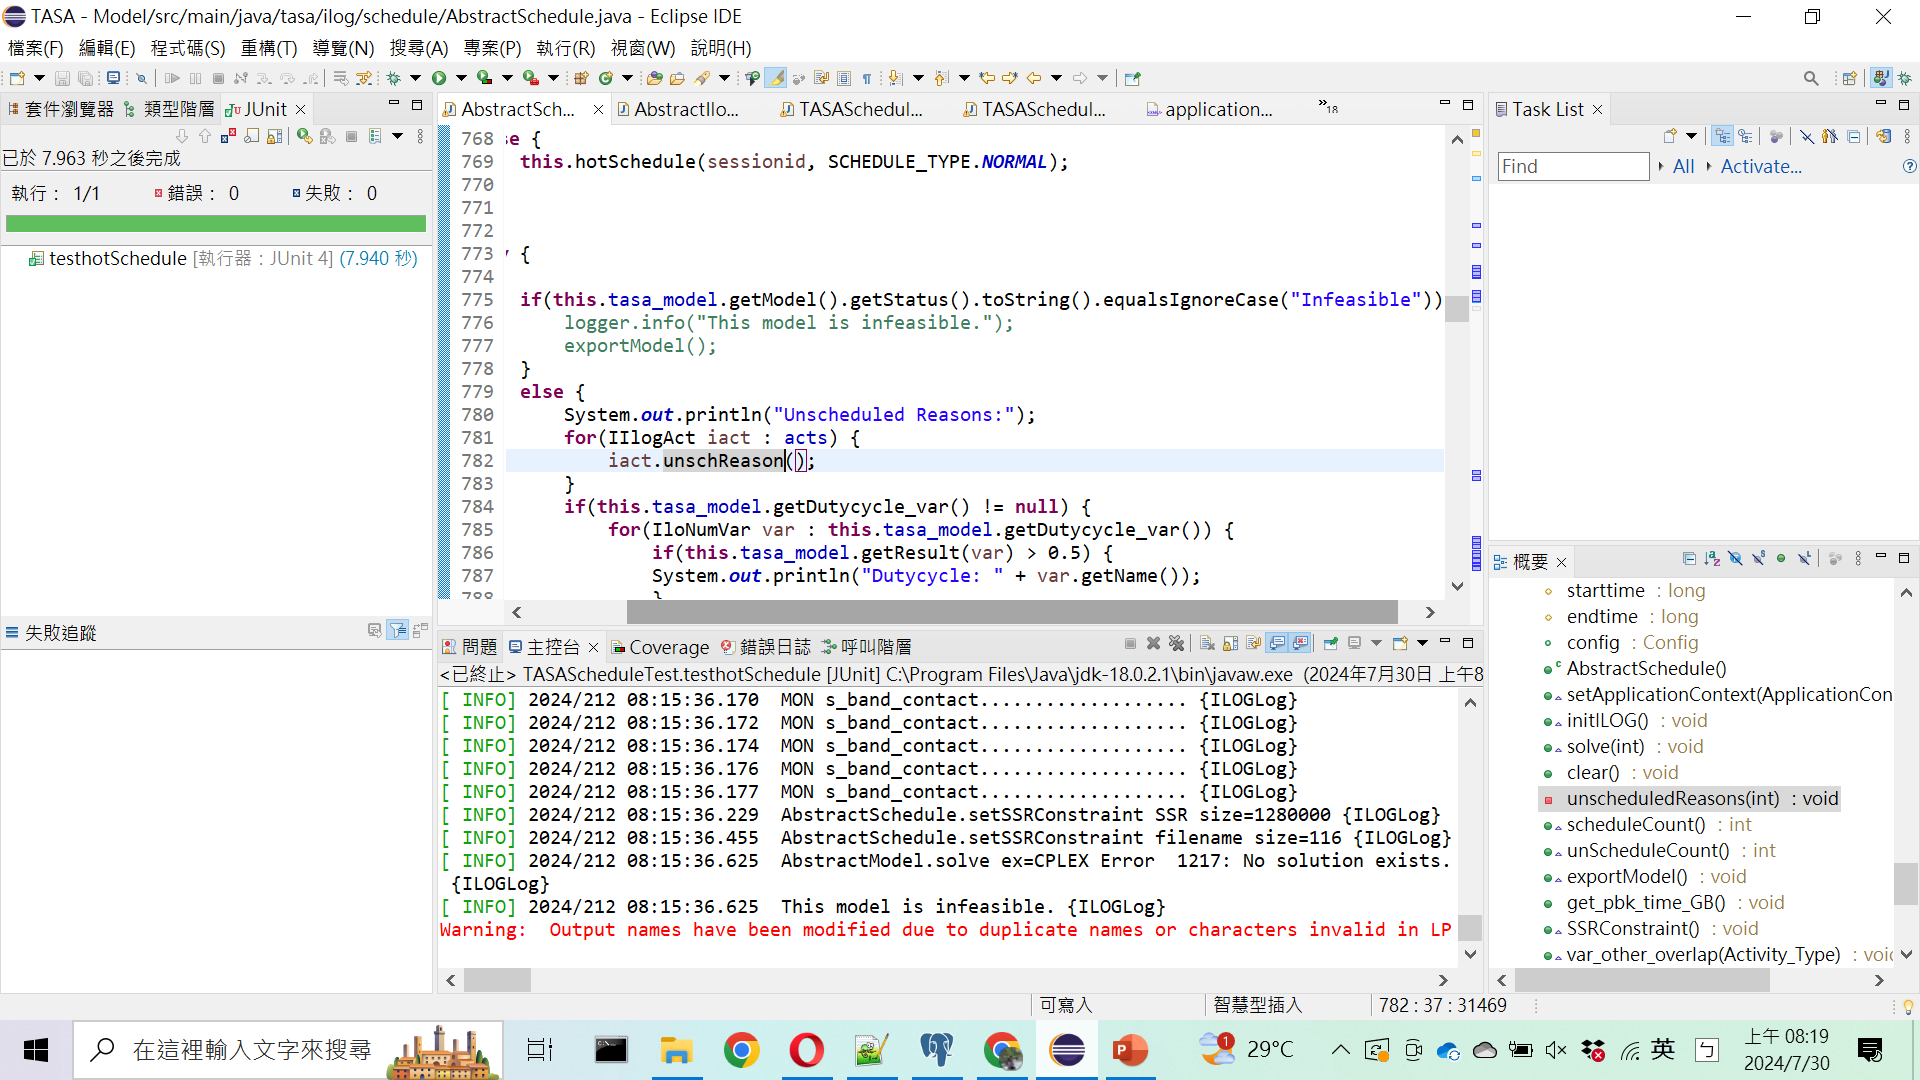 TASA - Model/src/main/java/tasa/ilog/schedule/AbstractSchedule.java - Eclipse IDE
檔案(F) 編輯(E) 程式碼(S) 重構(T) 導覽(N) 搜尋(A) 專案(P) 執行(R) 視窗(W) 說明(H)
套件瀏覽器 類型階層 JUnit
已於 7.963 秒之後完成
執行： 1/1 錯誤： 0 失敗： 0
testhotSchedule [執行器：JUnit 4] (7.940 秒)
失敗追蹤
AbstractSch... AbstractIlo... TASASchedul... TASASchedul... application... »18
768 se {
769 this.hotSchedule(sessionid, SCHEDULE_TYPE.NORMAL);
770
771
772
773 {
774
775 if(this.tasa_model.getModel().getStatus().toString().equalsIgnoreCase("Infeasible"))
776 logger.info("This model is infeasible.");
777 exportModel();
778 }
779 else {
780 System.out.println("Unscheduled Reasons:");
781 for(IIlogAct iact : acts) {
782 iact.unschReason();
783 }
784 if(this.tasa_model.getDutycycle_var() != null) {
785 for(IloNumVar var : this.tasa_model.getDutycycle_var()) {
786 if(this.tasa_model.getResult(var) > 0.5) {
787 System.out.println("Dutycycle: " + var.getName());
788 }
問題 主控台 Coverage 錯誤日誌 呼叫階層
<已終止> TASAScheduleTest.testhotSchedule [JUnit] C:\Program Files\Java\jdk-18.0.2.1\bin\javaw.exe (2024年7月30日 上午8
[ INFO] 2024/212 08:15:36.170 MON s_band_contact................... {ILOGLog}
[ INFO] 2024/212 08:15:36.172 MON s_band_contact................... {ILOGLog}
[ INFO] 2024/212 08:15:36.174 MON s_band_contact................... {ILOGLog}
[ INFO] 2024/212 08:15:36.176 MON s_band_contact................... {ILOGLog}
[ INFO] 2024/212 08:15:36.177 MON s_band_contact................... {ILOGLog}
[ INFO] 2024/212 08:15:36.229 AbstractSchedule.setSSRConstraint SSR size=1280000 {ILOGLog}
[ INFO] 2024/212 08:15:36.455 AbstractSchedule.setSSRConstraint filename size=116 {ILOGLog}
[ INFO] 2024/212 08:15:36.625 AbstractModel.solve ex=CPLEX Error 1217: No solution exists.
{ILOGLog}
[ INFO] 2024/212 08:15:36.625 This model is infeasible. {ILOGLog}
Warning: Output names have been modified due to duplicate names or characters invalid in LP
Task List
Find All Activate...
概要
starttime : long
endtime : long
config : Config
AbstractSchedule()
setApplicationContext(ApplicationCon
initILOG() : void
solve(int) : void
clear() : void
unscheduledReasons(int) : void
scheduleCount() : int
unScheduleCount() : int
exportModel() : void
get_pbk_time_GB() : void
SSRConstraint() : void
var_other_overlap(Activity_Type) : voic
可寫入 智慧型插入 782 : 37 : 31469
在這裡輸入文字來搜尋
1 29°C 英 ㄅ
上午 08:19
2024/7/30